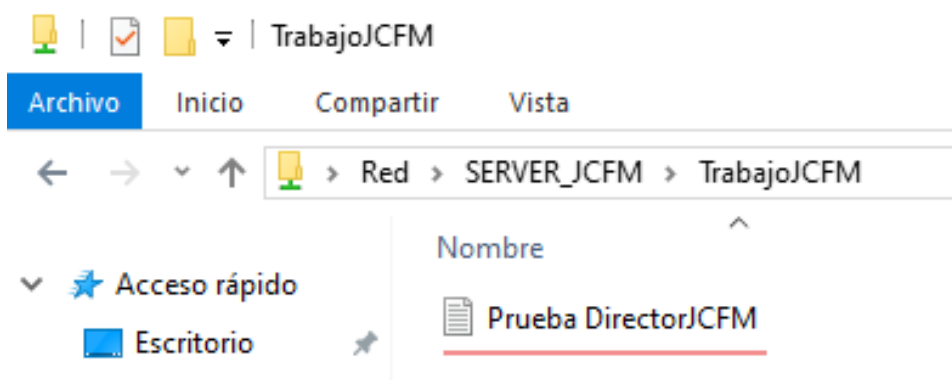 TrabajoJCFM
Archivo Inicio Compartir Vista
Red > SERVER_JCFM > TrabajoJCFM
Nombre
Acceso rápido
Prueba DirectorJCFM
Escritorio